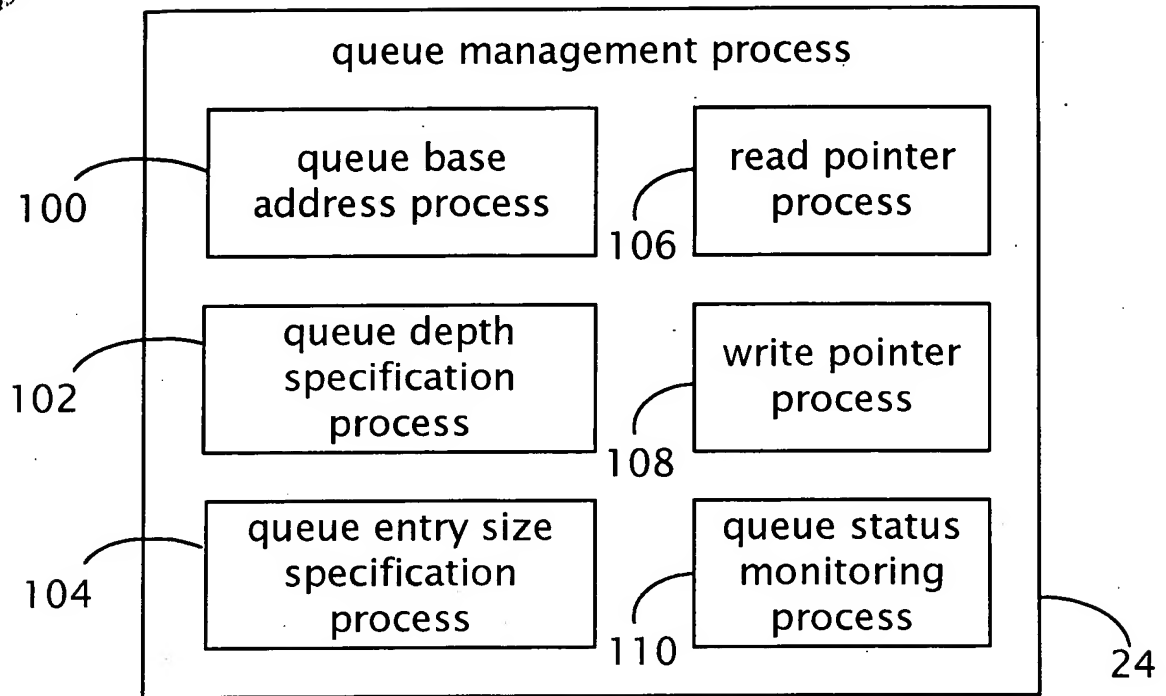 queue management process
queue base
address process
100
read pointer
process
106
queue depth
specification
process
102
write pointer
process
108
queue entry size
specification
process
104
queue status
monitoring
process
110
24